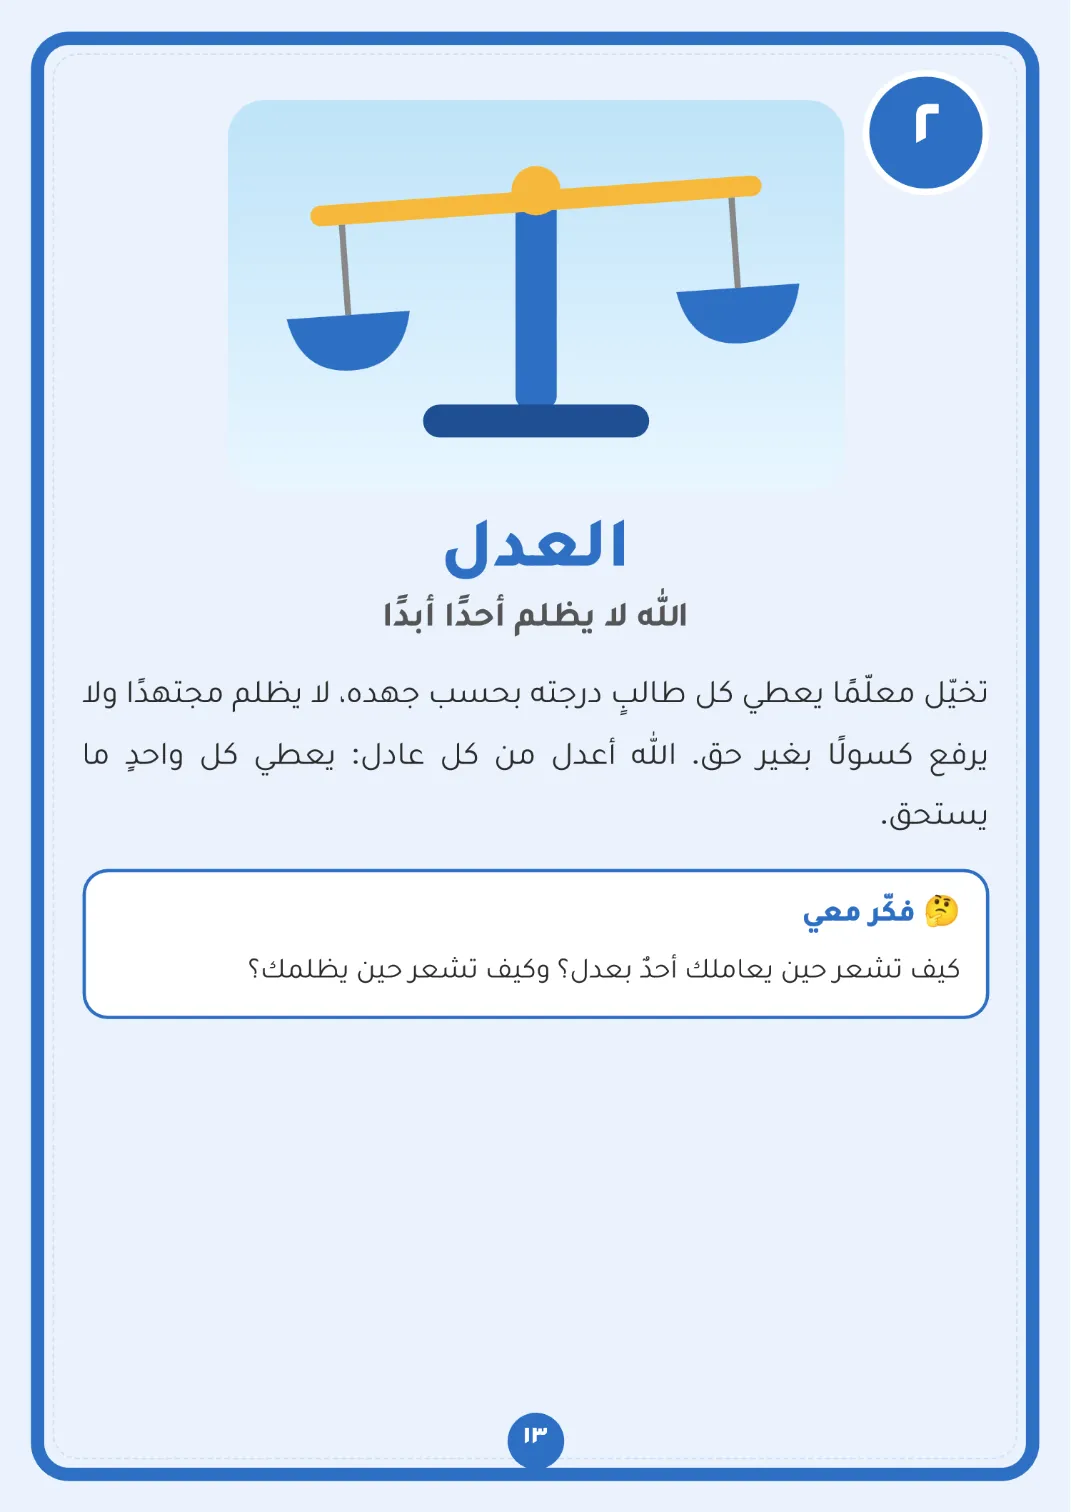 ٢
العدل
الله لا يظلم أحدًا أبدًا
تخيّل معلّمًا يعطي كل طالبٍ درجته بحسب جهده، لا يظلم مجتهدًا ولا
يرفع كسولًا بغير حق. الله أعدل من كل عادل: يعطي كل واحدٍ ما
يستحق.
🤔 فكّر معي
كيف تشعر حين يعاملك أحدٌ بعدل؟ وكيف تشعر حين يظلمك؟
١٣